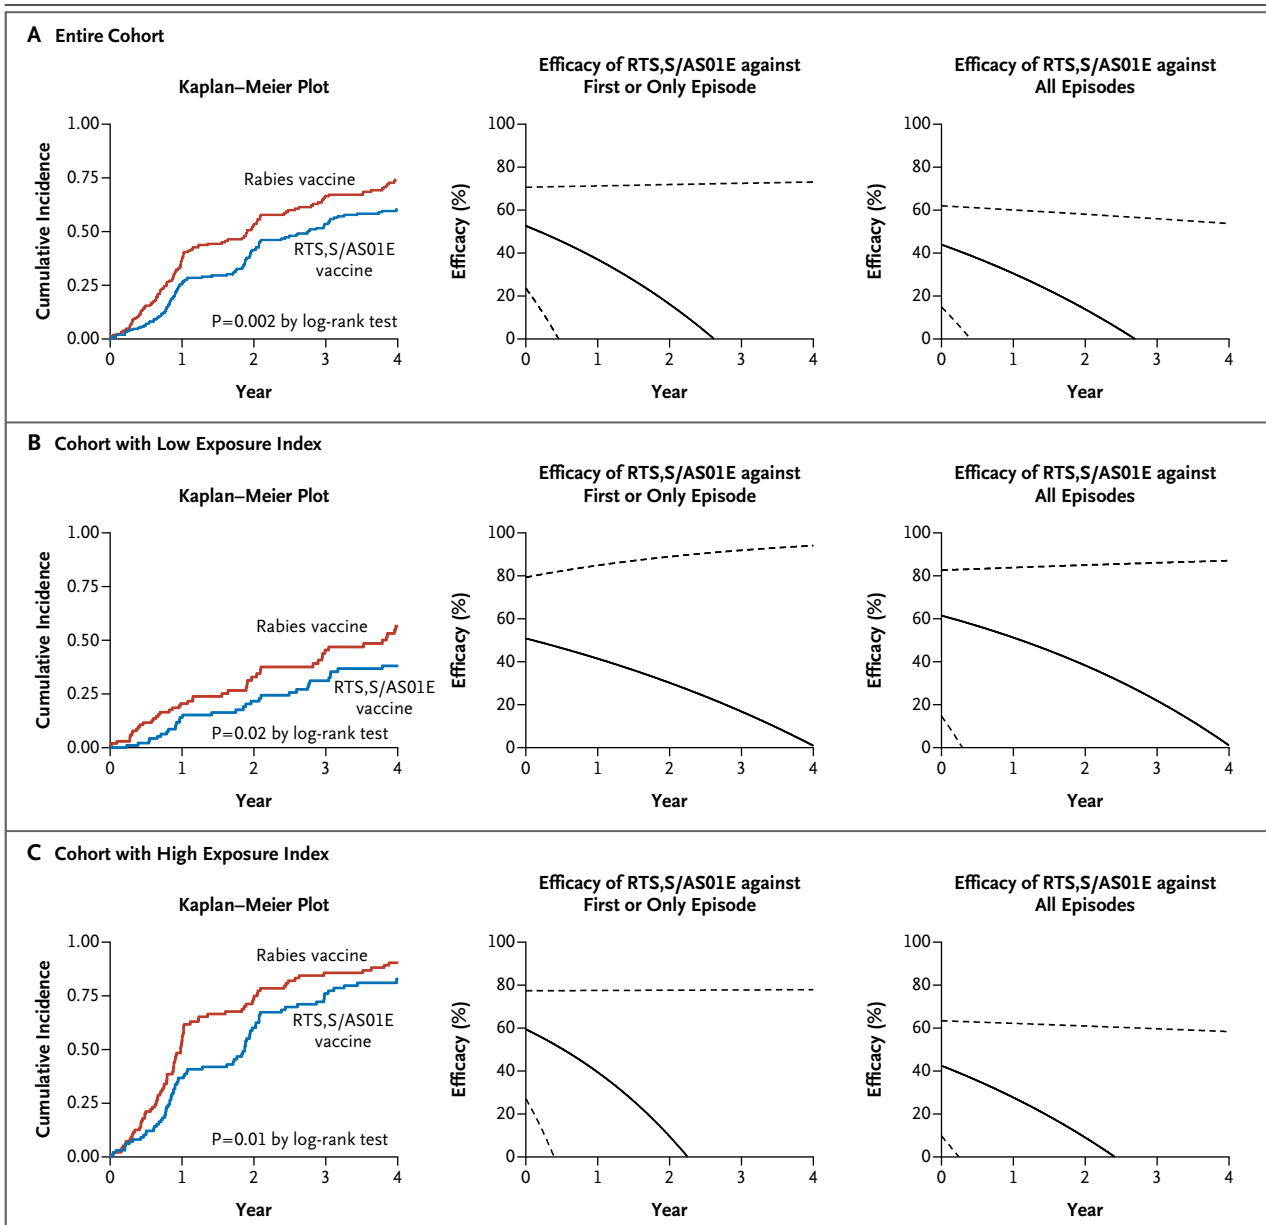 A Entire Cohort
Kaplan–Meier Plot
Cumulative Incidence
1.00
0.75
0.50
0.25
0.00
Rabies vaccine
RTS,S/AS01E
vaccine
P=0.002 by log-rank test
0 1 2 3 4
Year
Efficacy of RTS,S/AS01E against
First or Only Episode
Efficacy (%)
100
80
60
40
20
0
0 1 2 3 4
Year
Efficacy of RTS,S/AS01E against
All Episodes
Efficacy (%)
100
80
60
40
20
0
0 1 2 3 4
Year
B Cohort with Low Exposure Index
Kaplan–Meier Plot
Cumulative Incidence
1.00
0.75
0.50
0.25
0.00
Rabies vaccine
RTS,S/AS01E
vaccine
P=0.02 by log-rank test
0 1 2 3 4
Year
Efficacy of RTS,S/AS01E against
First or Only Episode
Efficacy (%)
100
80
60
40
20
0
0 1 2 3 4
Year
Efficacy of RTS,S/AS01E against
All Episodes
Efficacy (%)
100
80
60
40
20
0
0 1 2 3 4
Year
C Cohort with High Exposure Index
Kaplan–Meier Plot
Cumulative Incidence
1.00
0.75
0.50
0.25
0.00
Rabies vaccine
RTS,S/AS01E
vaccine
P=0.01 by log-rank test
0 1 2 3 4
Year
Efficacy of RTS,S/AS01E against
First or Only Episode
Efficacy (%)
100
80
60
40
20
0
0 1 2 3 4
Year
Efficacy of RTS,S/AS01E against
All Episodes
Efficacy (%)
100
80
60
40
20
0
0 1 2 3 4
Year